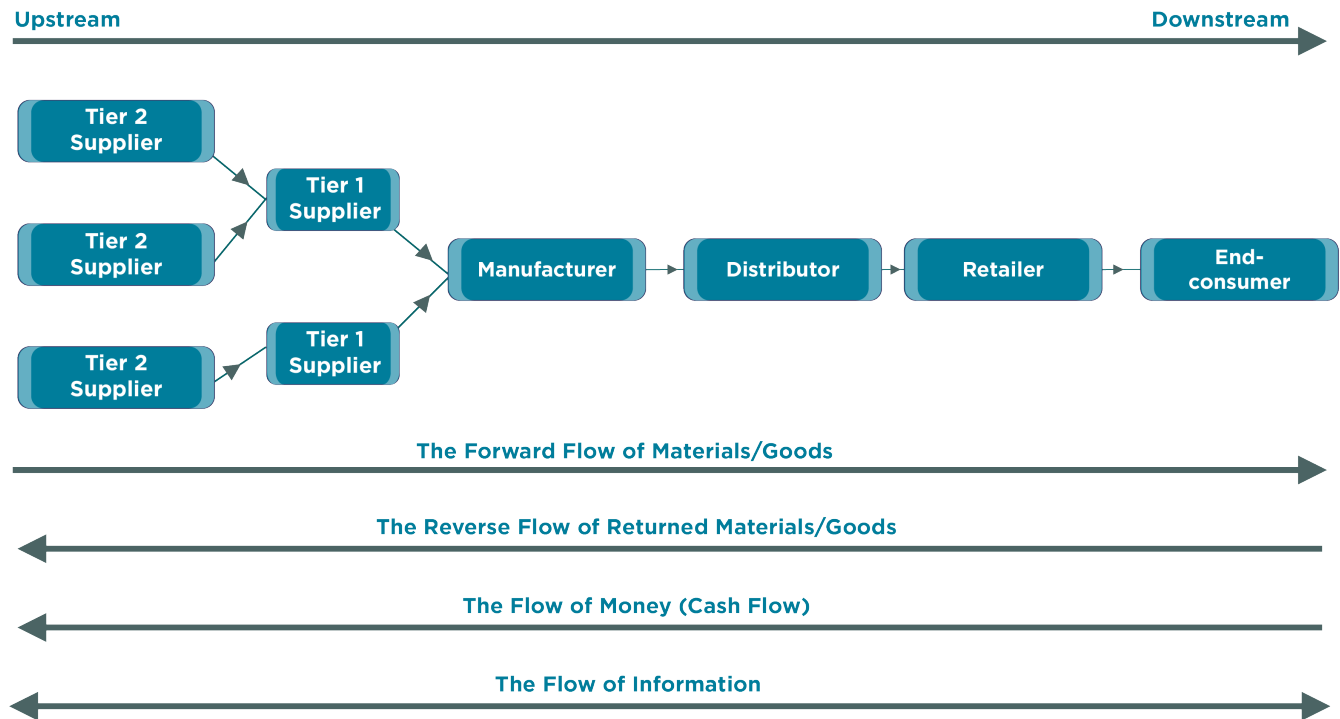 Upstream
Downstream
Tier 2
Supplier
Tier 1
Supplier
Tier 2
Supplier
Manufacturer
Distributor
Retailer
End-
consumer
Tier 1
Supplier
Tier 2
Supplier
The Forward Flow of Materials/Goods
The Reverse Flow of Returned Materials/Goods
The Flow of Money (Cash Flow)
The Flow of Information